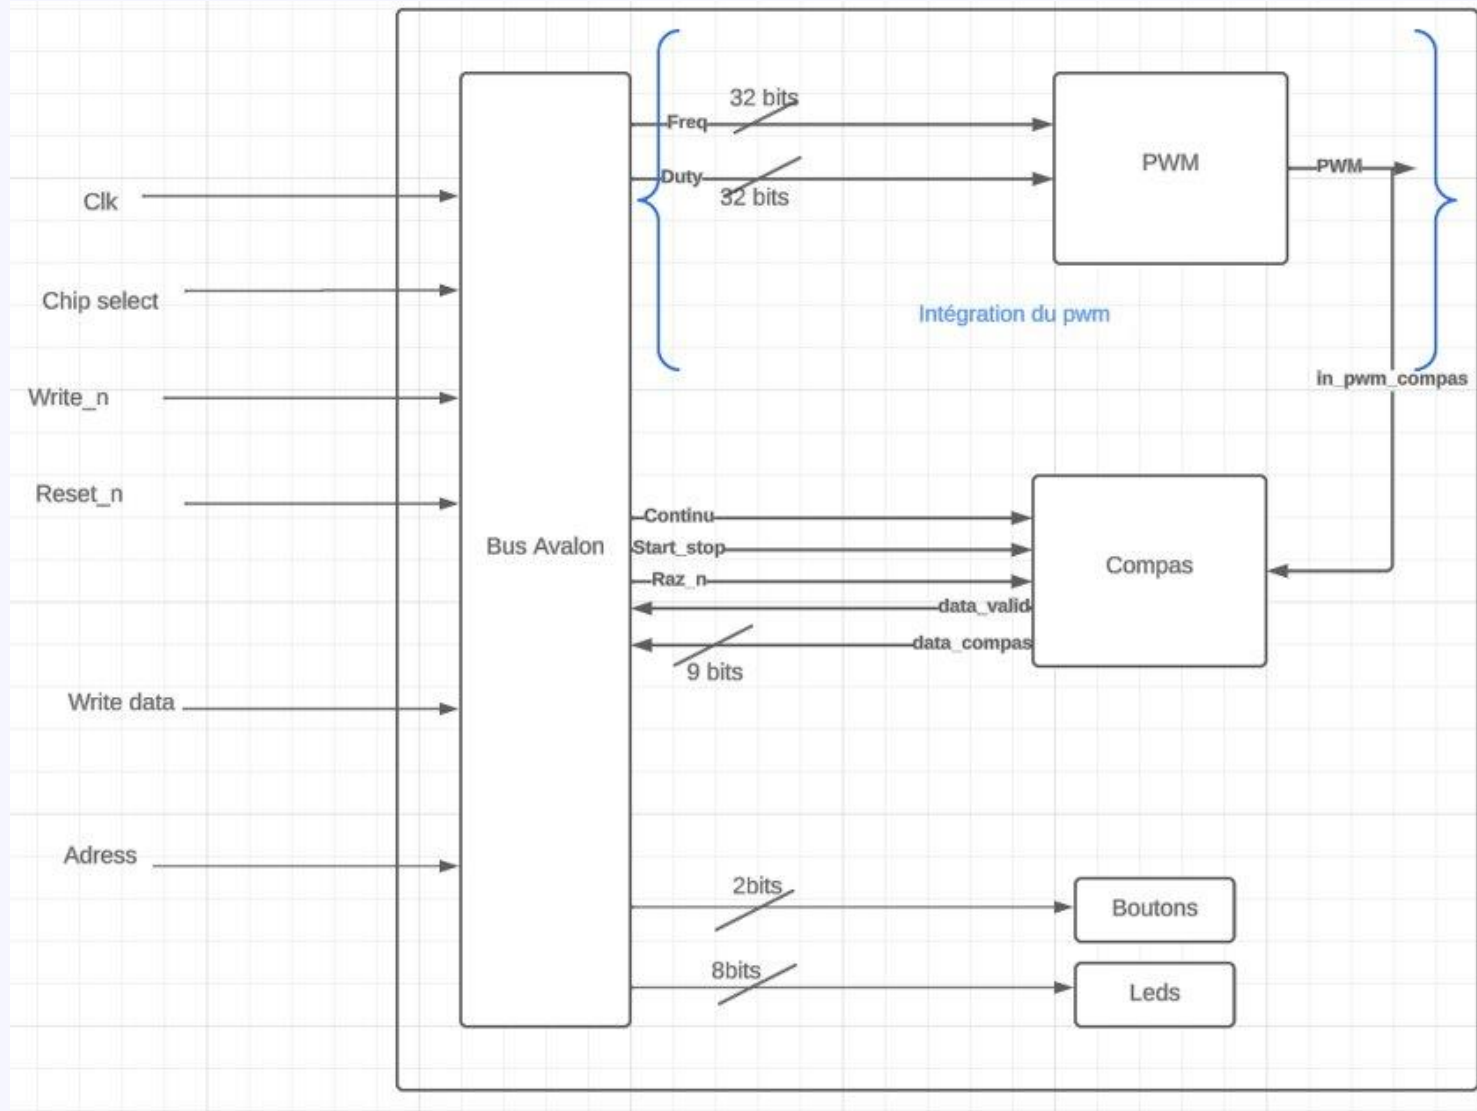 32 bits
Freq
Duty
32 bits
PWM
PWM
Clk
Chip select
Intégration du pwm
in_pwm_compas
Write_n
Reset_n
Continu
Start_stop
Raz_n
data_valid
data_compas
9 bits
Bus Avalon
Compas
Write data
Adress
2bits
Boutons
8bits
Leds